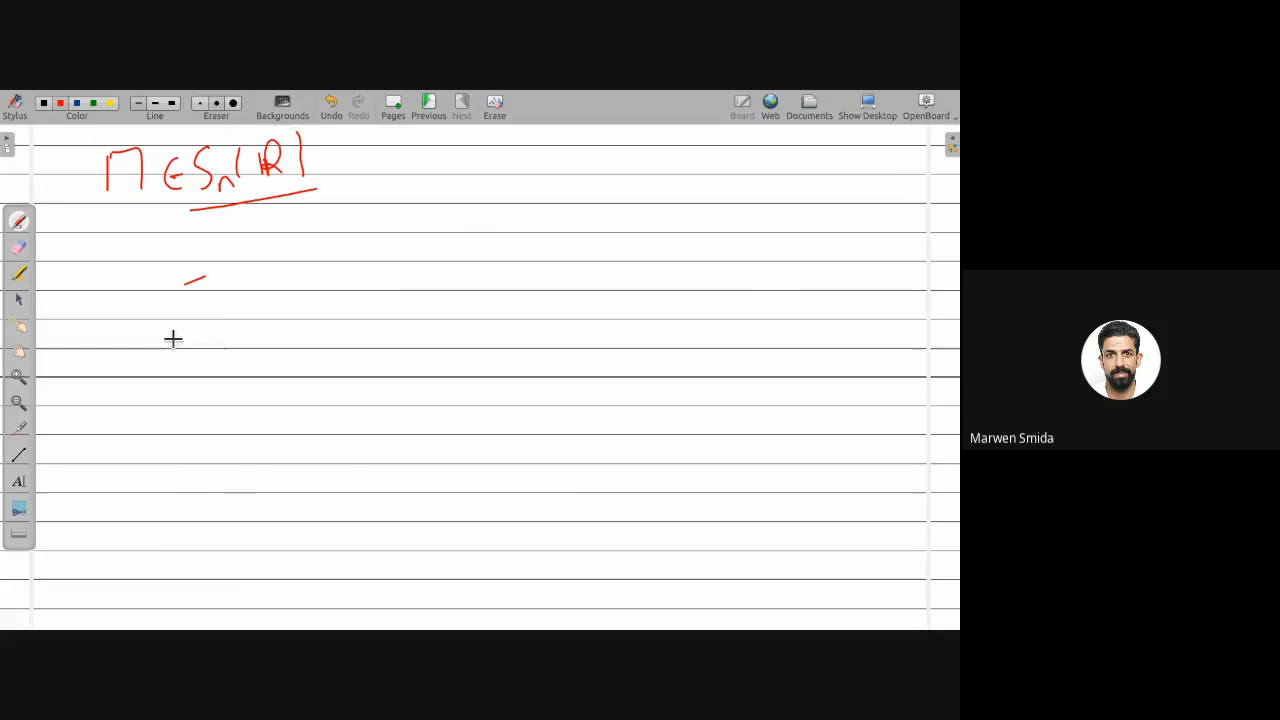 Stylus Color Line Eraser Backgrounds Undo Redo Pages Previous Next Erase Board Web Documents Show Desktop OpenBoard
M ∈ Sn(ℝ)
Marwen Smida